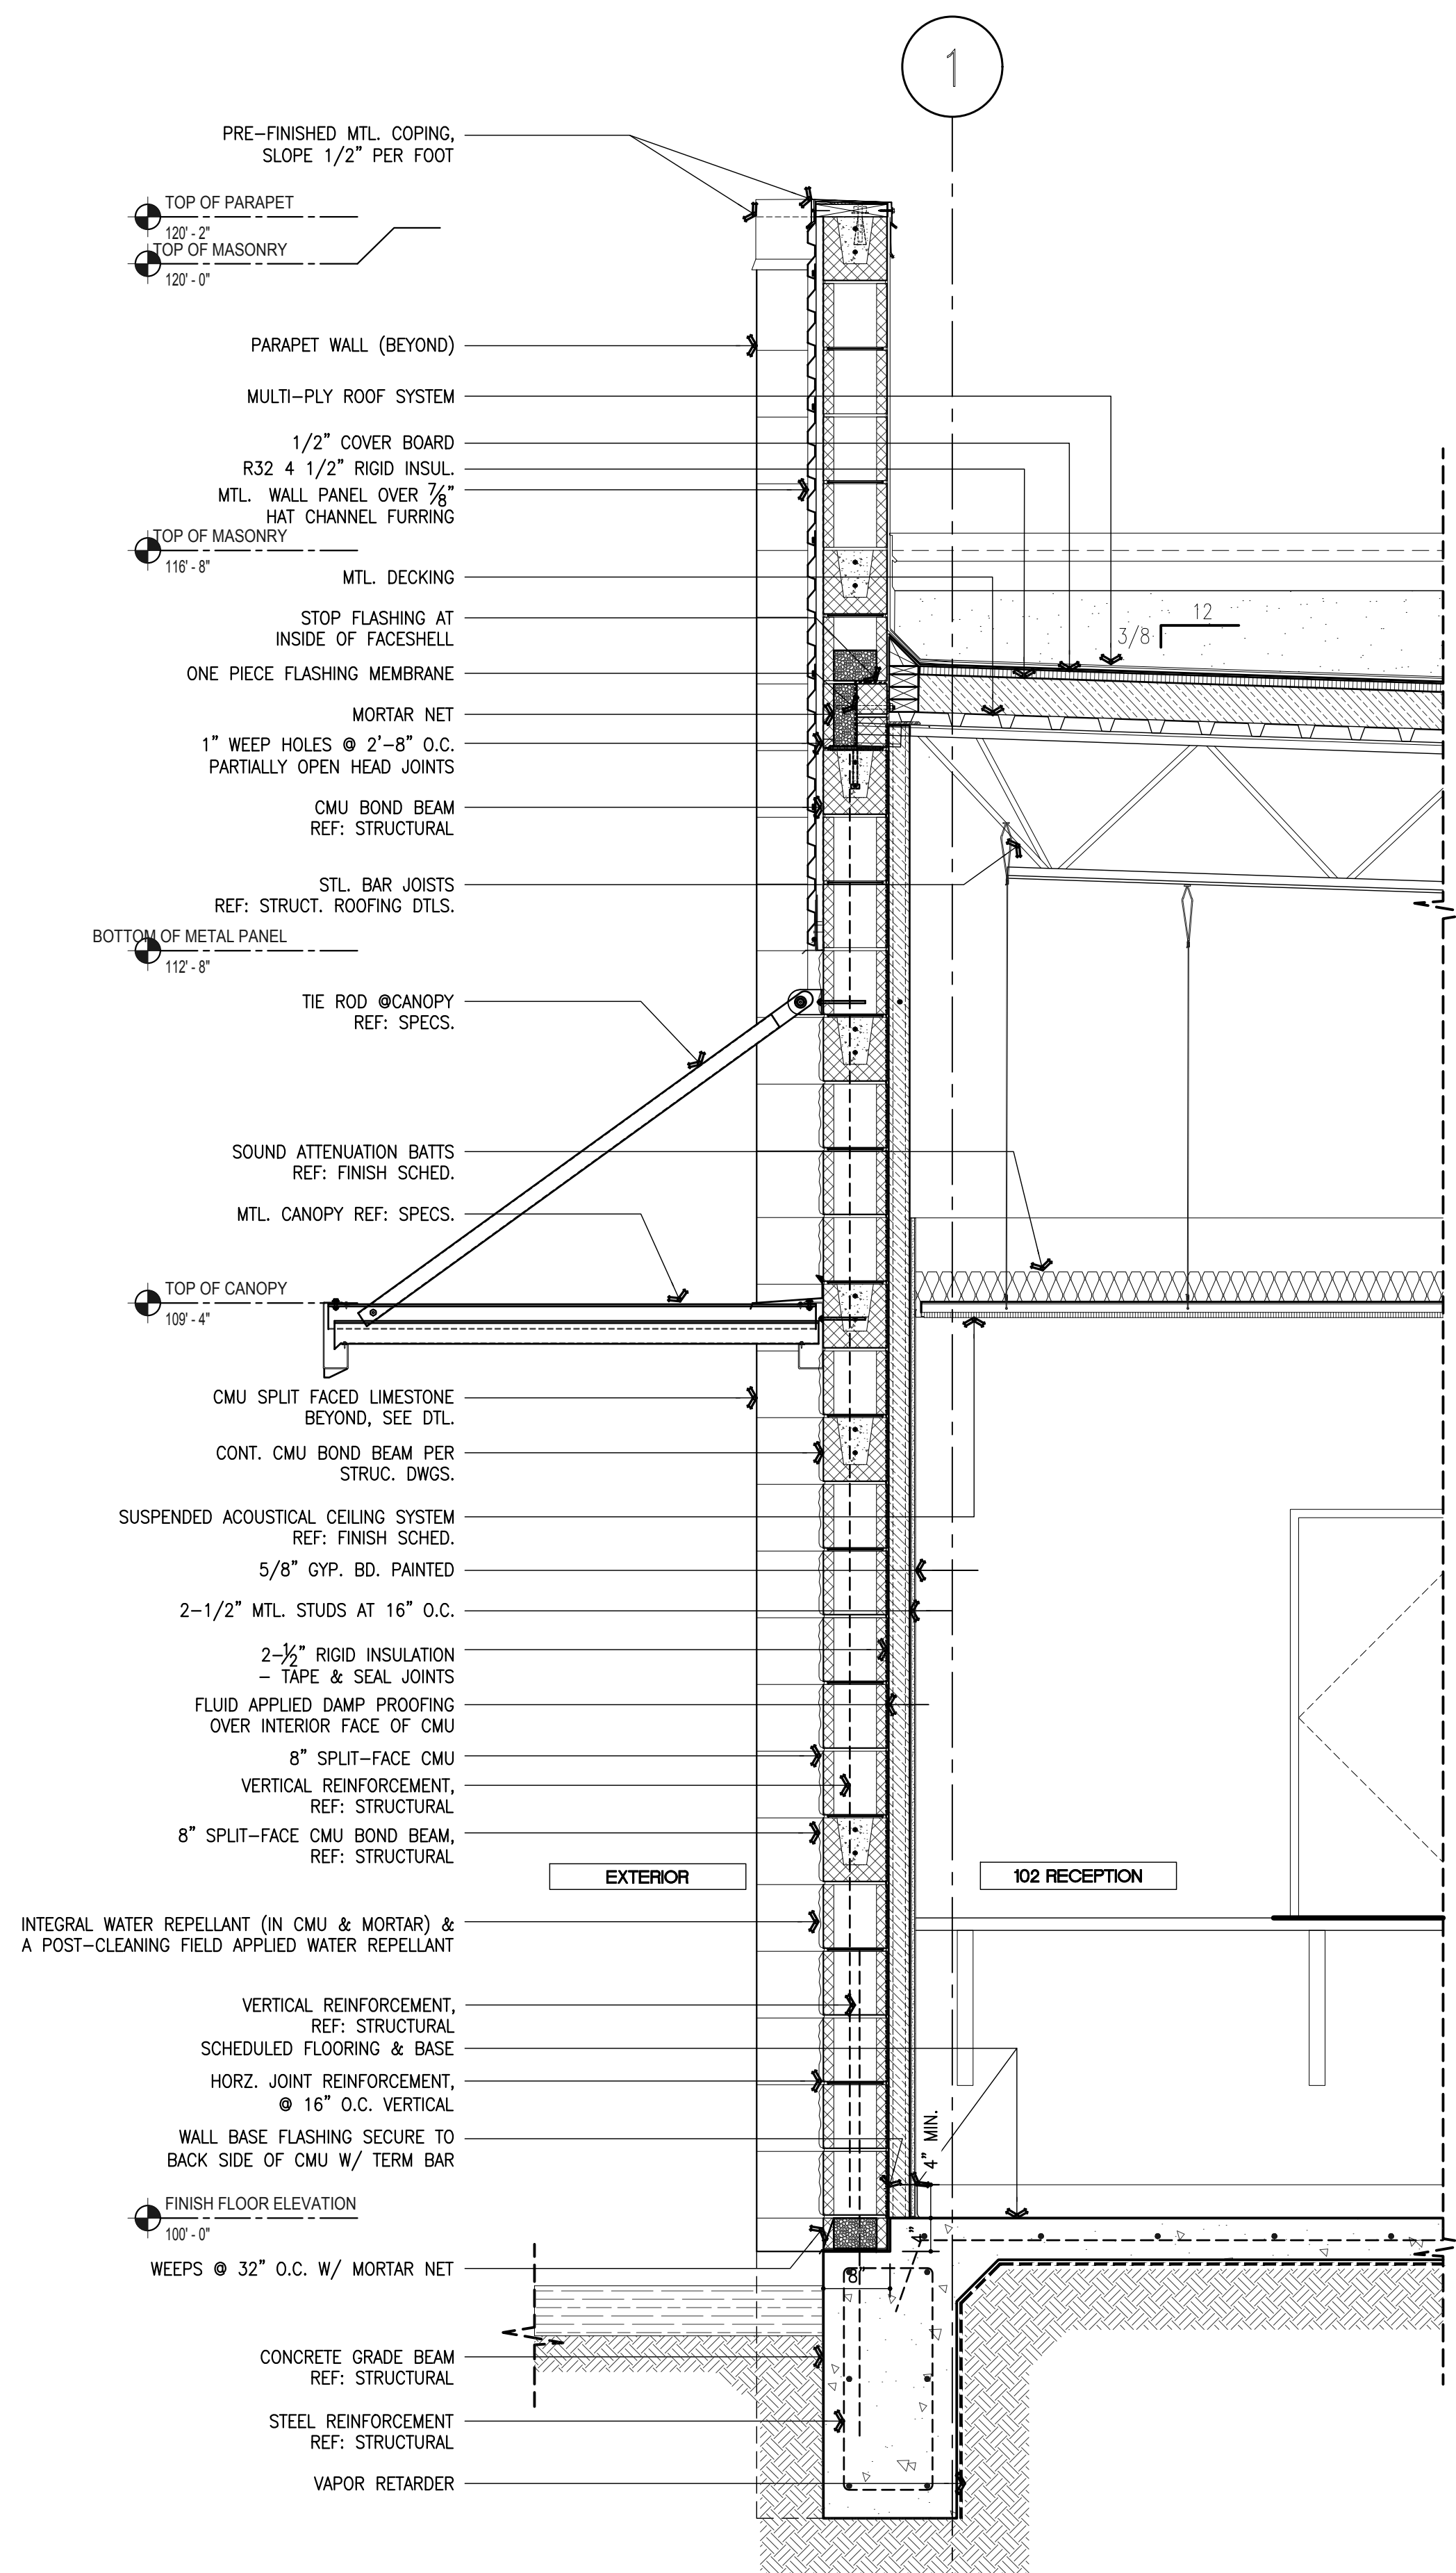 1
PRE-FINISHED MTL. COPING,
SLOPE 1/2" PER FOOT
TOP OF PARAPET
120' - 2"
TOP OF MASONRY
120' - 0"
PARAPET WALL (BEYOND)
MULTI-PLY ROOF SYSTEM
1/2" COVER BOARD
R32 4 1/2" RIGID INSUL.
MTL. WALL PANEL OVER 7/8"
HAT CHANNEL FURRING
TOP OF MASONRY
116' - 8"
MTL. DECKING
STOP FLASHING AT
INSIDE OF FACESHELL
12
3/8
ONE PIECE FLASHING MEMBRANE
MORTAR NET
1" WEEP HOLES @ 2'-8" O.C.
PARTIALLY OPEN HEAD JOINTS
CMU BOND BEAM
REF: STRUCTURAL
STL. BAR JOISTS
REF: STRUCT. ROOFING DTLS.
BOTTOM OF METAL PANEL
112' - 8"
TIE ROD @CANOPY
REF: SPECS.
SOUND ATTENUATION BATTS
REF: FINISH SCHED.
MTL. CANOPY REF: SPECS.
TOP OF CANOPY
109' - 4"
CMU SPLIT FACED LIMESTONE
BEYOND, SEE DTL.
CONT. CMU BOND BEAM PER
STRUC. DWGS.
SUSPENDED ACOUSTICAL CEILING SYSTEM
REF: FINISH SCHED.
5/8" GYP. BD. PAINTED
2-1/2" MTL. STUDS AT 16" O.C.
2-1/2" RIGID INSULATION
- TAPE & SEAL JOINTS
FLUID APPLIED DAMP PROOFING
OVER INTERIOR FACE OF CMU
8" SPLIT-FACE CMU
VERTICAL REINFORCEMENT,
REF: STRUCTURAL
8" SPLIT-FACE CMU BOND BEAM,
REF: STRUCTURAL
EXTERIOR
102 RECEPTION
INTEGRAL WATER REPELLANT (IN CMU & MORTAR) &
A POST-CLEANING FIELD APPLIED WATER REPELLANT
VERTICAL REINFORCEMENT,
REF: STRUCTURAL
SCHEDULED FLOORING & BASE
HORZ. JOINT REINFORCEMENT,
@ 16" O.C. VERTICAL
WALL BASE FLASHING SECURE TO
BACK SIDE OF CMU W/ TERM BAR
4" MIN.
FINISH FLOOR ELEVATION
100' - 0"
4"
WEEPS @ 32" O.C. W/ MORTAR NET
8"
CONCRETE GRADE BEAM
REF: STRUCTURAL
STEEL REINFORCEMENT
REF: STRUCTURAL
VAPOR RETARDER